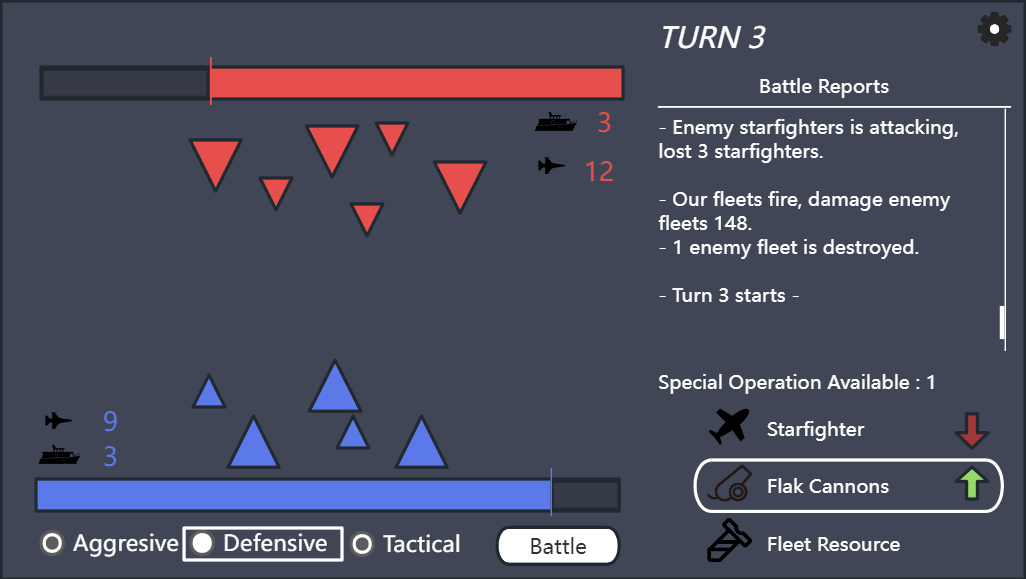 TURN 3
Battle Reports
- Enemy starfighters is attacking,
lost 3 starfighters.
- Our fleets fire, damage enemy
fleets 148.
- 1 enemy fleet is destroyed.
- Turn 3 starts -
3
12
9
3
Special Operation Available : 1
Starfighter
Flak Cannons
Fleet Resource
Aggresive
Defensive
Tactical
Battle